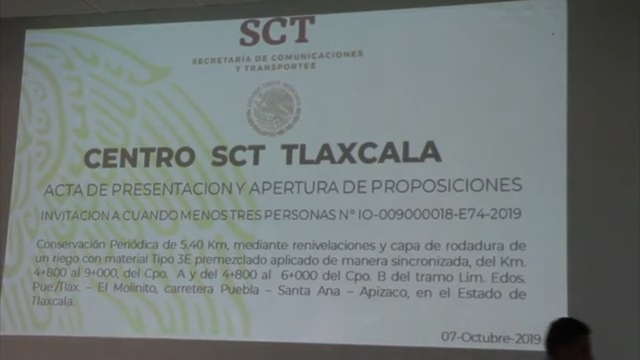 SCT
SECRETARÍA DE COMUNICACIONES
Y TRANSPORTES
CENTRO SCT TLAXCALA
ACTA DE PRESENTACION Y APERTURA DE PROPOSICIONES
INVITACION A CUANDO MENOS TRES PERSONAS N° IO-009000018-E74-2019
Conservación Periódica de 5.40 Km, mediante renivelaciones y capa de rodadura
de un riego con material Tipo 3E premezclado aplicado de manera sincronizada, del Km.
4+800 al 9+000, del Cpo. A y del 4+800 al 6+000 del Cpo. B del tramo Lim. Edos.
Pue/Tlax. – El Molinito, carretera Puebla – Santa Ana – Apizaco, en el Estado de
Tlaxcala.
07-Octubre-2019